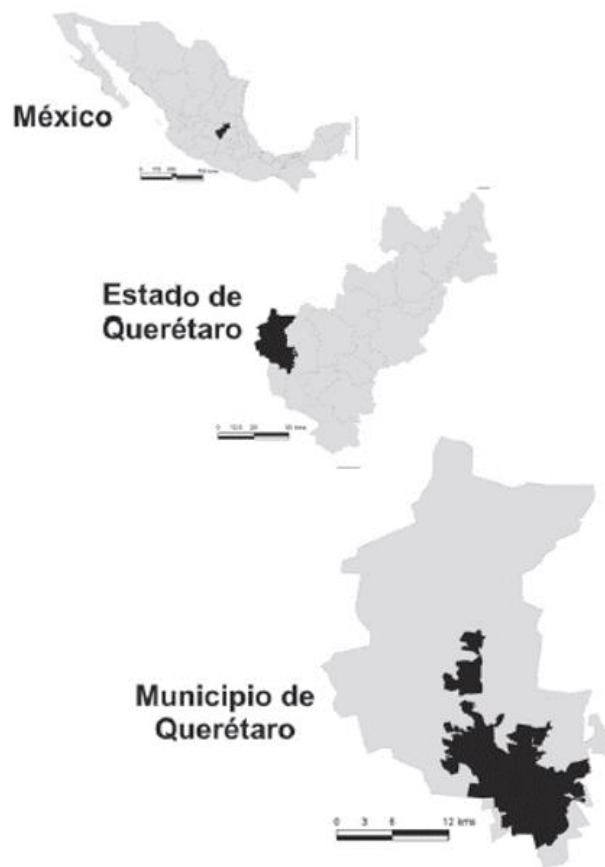 México
Estado de
Querétaro
Municipio de
Querétaro
0 3 6 12 kms